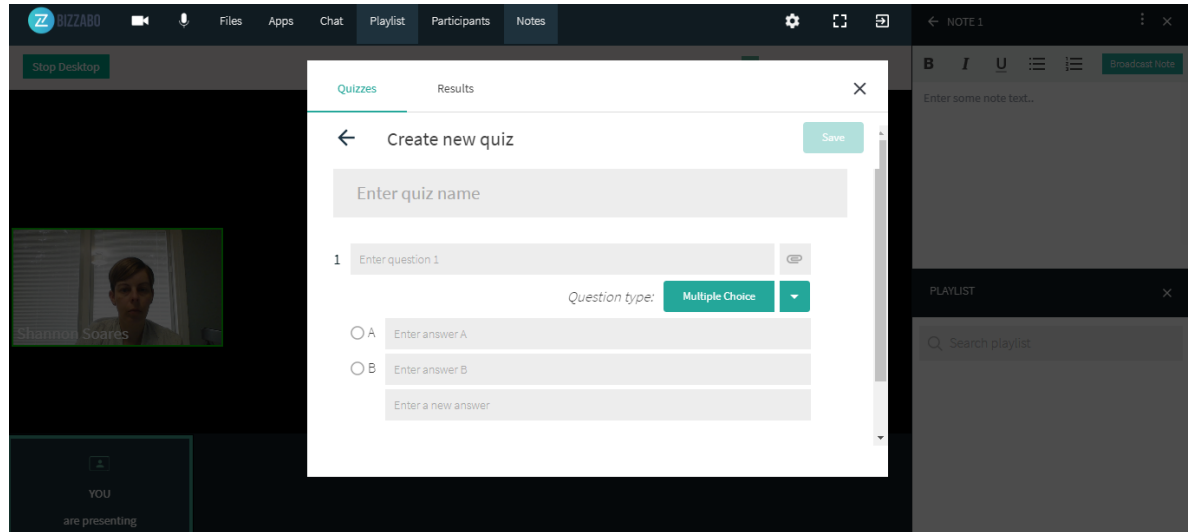 Z BIZZABO Files Apps Chat Playlist Participants Notes
NOTE 1
Stop Desktop
B I U Broadcast Note
Enter some note text..
Quizzes Results
Create new quiz
Save
Enter quiz name
1 Enter question 1
Question type: Multiple Choice
A Enter answer A
B Enter answer B
Enter a new answer
Shannon Soares
PLAYLIST
Search playlist
YOU
are presenting